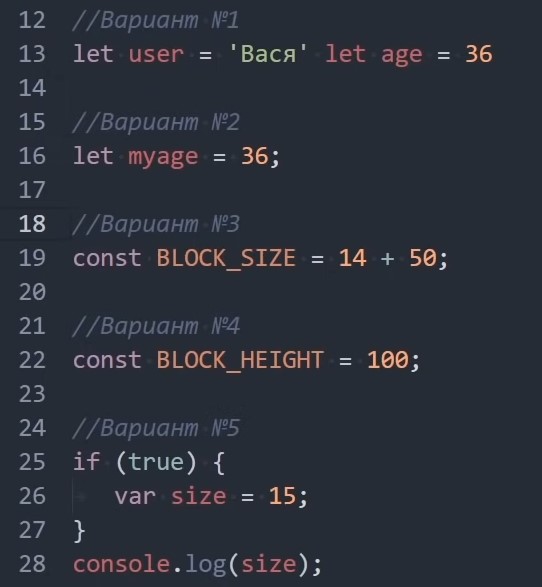 12 //Вариант №1
13 let user = 'Вася' let age = 36
14
15 //Вариант №2
16 let myage = 36;
17
18 //Вариант №3
19 const BLOCK_SIZE = 14 + 50;
20
21 //Вариант №4
22 const BLOCK_HEIGHT = 100;
23
24 //Вариант №5
25 if (true) {
26 var size = 15;
27 }
28 console.log(size);